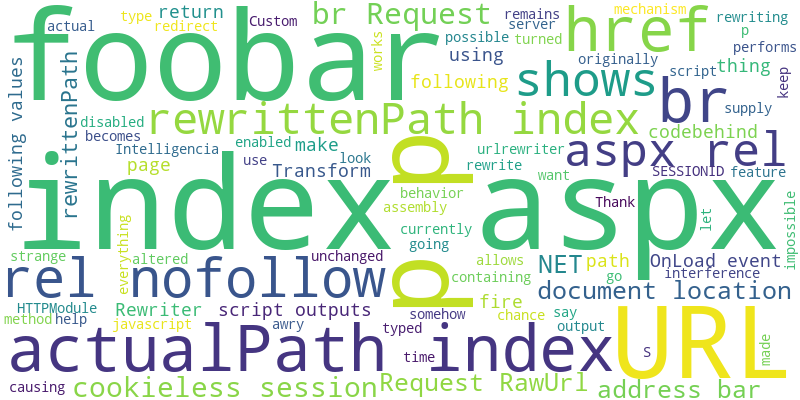 foobar
type
return
Custom
br Request
remains
href
mechanism
actual
redirect
server
rewriting
possible
turned
p
works
using
originally
performs
shows
thing
following
script
keep
following values
rewrittenPath
rewrittenPath index
br
supply
disabled
codebehind
becomes
enabled
make
d
aspx rel
Intelligencia
urlrewriter
page
use
look
rewrite
SESSIONID
feature
Transform
want
index
aspx
behavior
Thank
assembly
let
impossible
everything
currently
strange
altered
going
unchanged
allows
NET
path
OnLoad event
rel nofollow
d
containing
go
interference
HTTPModule
Rewriter
script outputs
fire
document location
method
help
javascript
awry
somehow
chance
say
typed
output
actualPath index
URL
time
S
made
causing
cookieless session
Request RawUrl
address bar